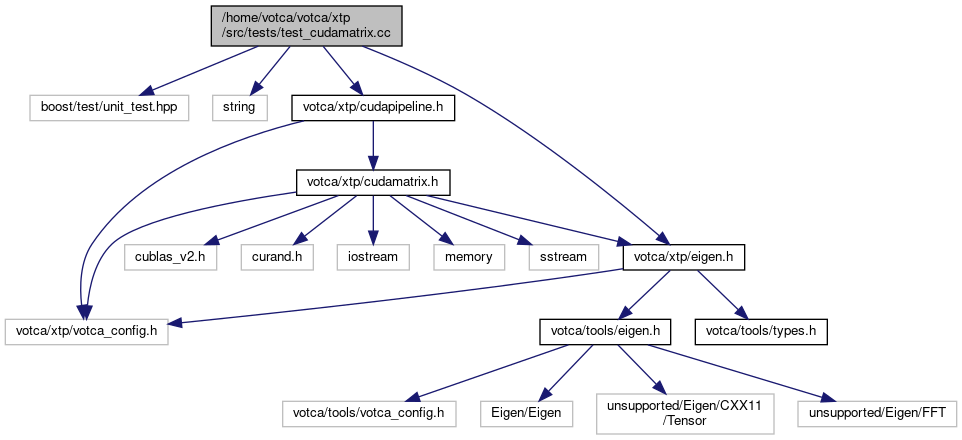 /home/votca/votca/xtp
/src/tests/test_cudamatrix.cc
boost/test/unit_test.hpp
string
votca/xtp/cudapipeline.h
votca/xtp/cudamatrix.h
cublas_v2.h
curand.h
iostream
memory
sstream
votca/xtp/eigen.h
votca/xtp/votca_config.h
votca/tools/eigen.h
votca/tools/types.h
votca/tools/votca_config.h
Eigen/Eigen
unsupported/Eigen/CXX11
/Tensor
unsupported/Eigen/FFT